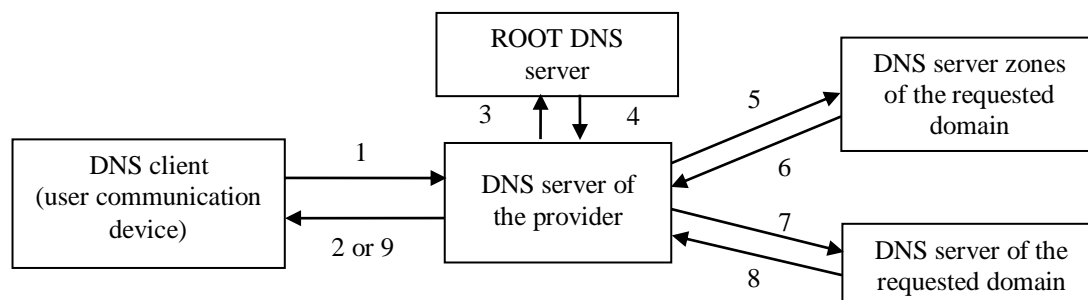 ROOT DNS
server
DNS server zones
of the requested
domain
3
4
5
6
DNS client
(user communication
device)
1
2 or 9
DNS server of
the provider
7
8
DNS server of the
requested domain